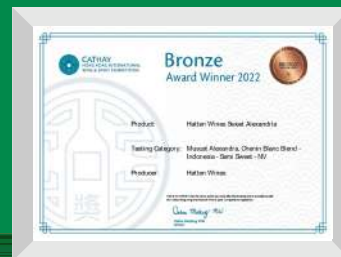 CATHAY
HONG KONG INTERNATIONAL
WINE & SPIRIT COMPETITION
Bronze
Award Winner 2022
Product: Hatten Wines Sweet Alexandria
Tasting Category: Muscat Alexandria, Chenin Blanc Blend -
Indonesia - Semi Sweet - NV
Producer: Hatten Wines